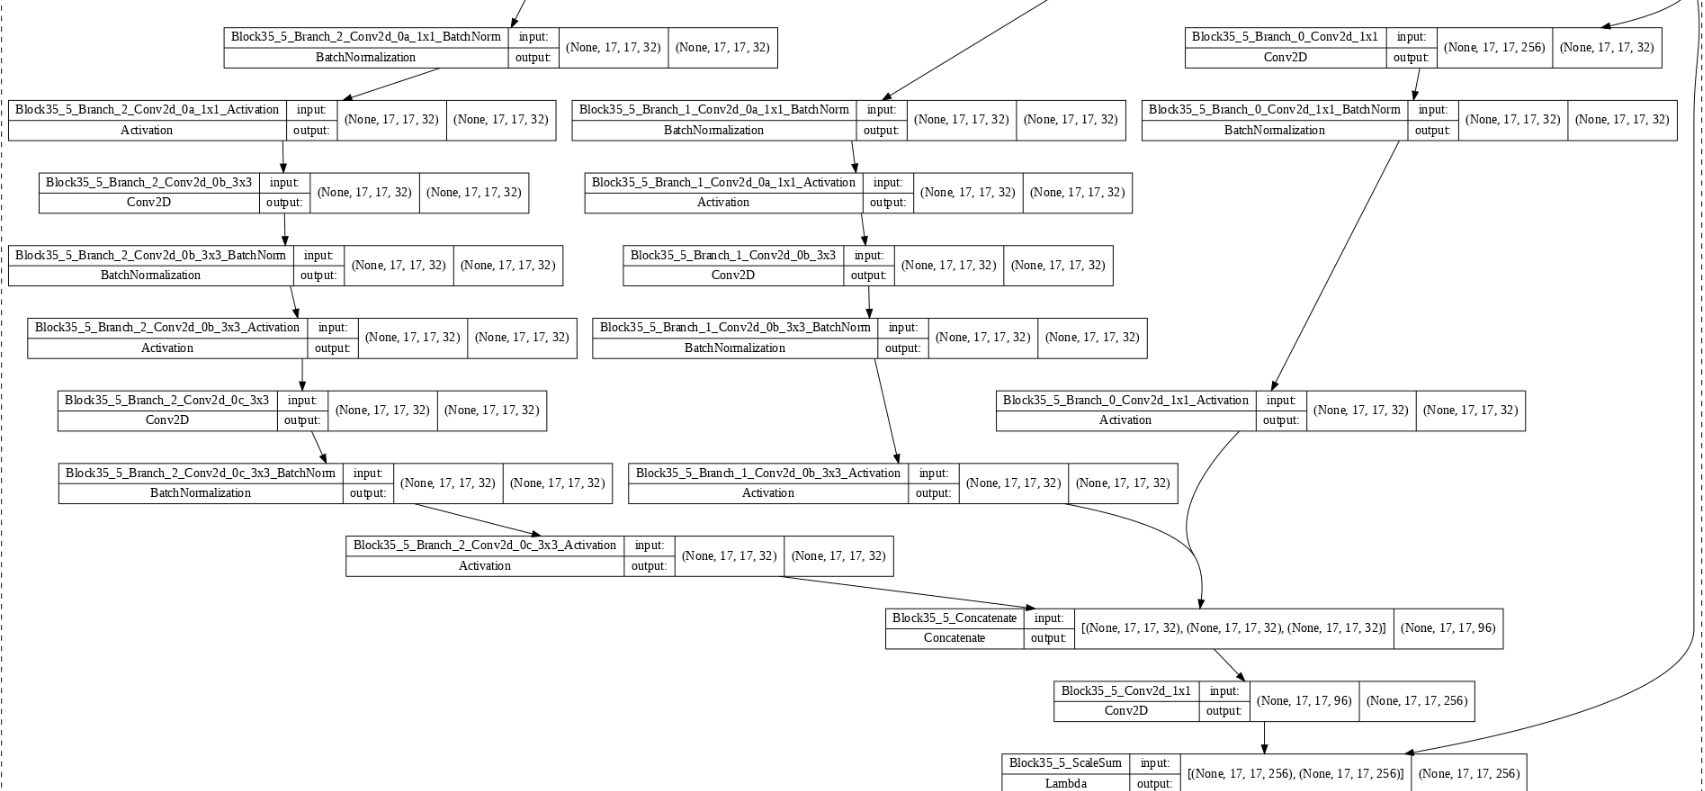 Block35_5_Branch_2_Conv2d_0a_1x1_BatchNorm input: (None, 17, 17, 32) (None, 17, 17, 32)
BatchNormalization output:
Block35_5_Branch_0_Conv2d_1x1 input: (None, 17, 17, 256) (None, 17, 17, 32)
Conv2D output:
Block35_5_Branch_2_Conv2d_0a_1x1_Activation input: (None, 17, 17, 32) (None, 17, 17, 32)
Activation output:
Block35_5_Branch_1_Conv2d_0a_1x1_BatchNorm input: (None, 17, 17, 32) (None, 17, 17, 32)
BatchNormalization output:
Block35_5_Branch_0_Conv2d_1x1_BatchNorm input: (None, 17, 17, 32) (None, 17, 17, 32)
BatchNormalization output:
Block35_5_Branch_2_Conv2d_0b_3x3 input: (None, 17, 17, 32) (None, 17, 17, 32)
Conv2D output:
Block35_5_Branch_1_Conv2d_0a_1x1_Activation input: (None, 17, 17, 32) (None, 17, 17, 32)
Activation output:
Block35_5_Branch_2_Conv2d_0b_3x3_BatchNorm input: (None, 17, 17, 32) (None, 17, 17, 32)
BatchNormalization output:
Block35_5_Branch_1_Conv2d_0b_3x3 input: (None, 17, 17, 32) (None, 17, 17, 32)
Conv2D output:
Block35_5_Branch_2_Conv2d_0b_3x3_Activation input: (None, 17, 17, 32) (None, 17, 17, 32)
Activation output:
Block35_5_Branch_1_Conv2d_0b_3x3_BatchNorm input: (None, 17, 17, 32) (None, 17, 17, 32)
BatchNormalization output:
Block35_5_Branch_2_Conv2d_0c_3x3 input: (None, 17, 17, 32) (None, 17, 17, 32)
Conv2D output:
Block35_5_Branch_0_Conv2d_1x1_Activation input: (None, 17, 17, 32) (None, 17, 17, 32)
Activation output:
Block35_5_Branch_2_Conv2d_0c_3x3_BatchNorm input: (None, 17, 17, 32) (None, 17, 17, 32)
BatchNormalization output:
Block35_5_Branch_1_Conv2d_0b_3x3_Activation input: (None, 17, 17, 32) (None, 17, 17, 32)
Activation output:
Block35_5_Branch_2_Conv2d_0c_3x3_Activation input: (None, 17, 17, 32) (None, 17, 17, 32)
Activation output:
Block35_5_Concatenate input: [(None, 17, 17, 32), (None, 17, 17, 32), (None, 17, 17, 32)] (None, 17, 17, 96)
Concatenate output:
Block35_5_Conv2d_1x1 input: (None, 17, 17, 96) (None, 17, 17, 256)
Conv2D output:
Block35_5_ScaleSum input: [(None, 17, 17, 256), (None, 17, 17, 256)] (None, 17, 17, 256)
Lambda output: